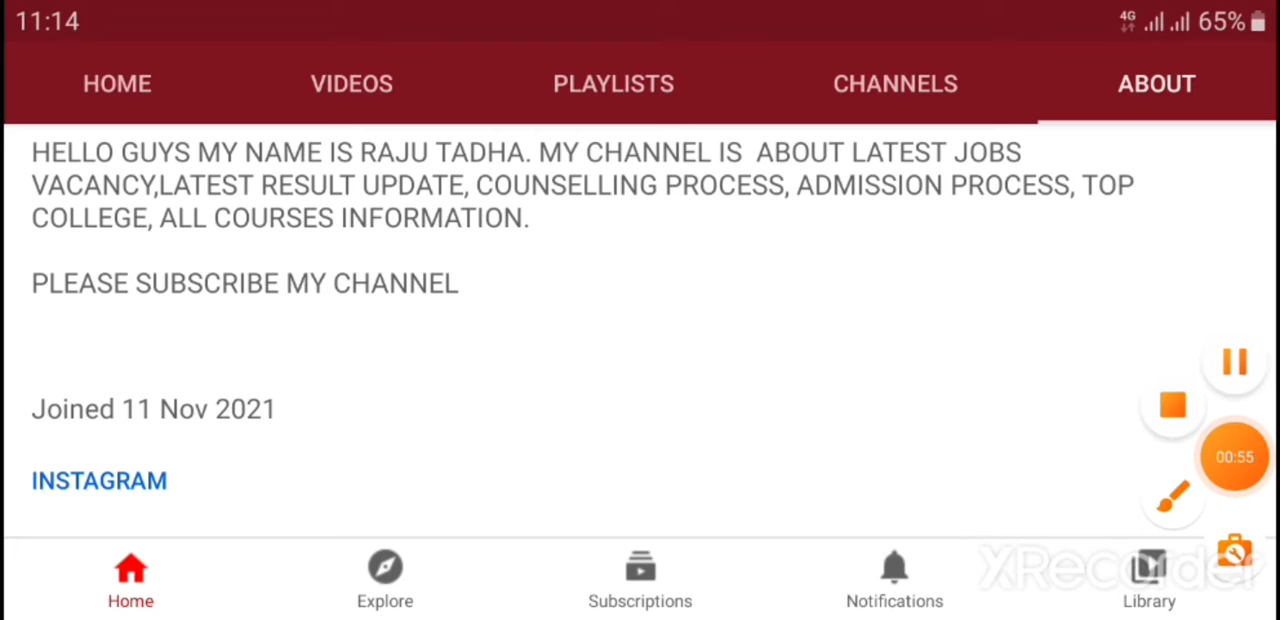 11:14 4G 65%
HOME VIDEOS PLAYLISTS CHANNELS ABOUT
HELLO GUYS MY NAME IS RAJU TADHA. MY CHANNEL IS ABOUT LATEST JOBS
VACANCY,LATEST RESULT UPDATE, COUNSELLING PROCESS, ADMISSION PROCESS, TOP
COLLEGE, ALL COURSES INFORMATION.
PLEASE SUBSCRIBE MY CHANNEL
Joined 11 Nov 2021
00:55
INSTAGRAM
XRecorder
Home Explore Subscriptions Notifications Library